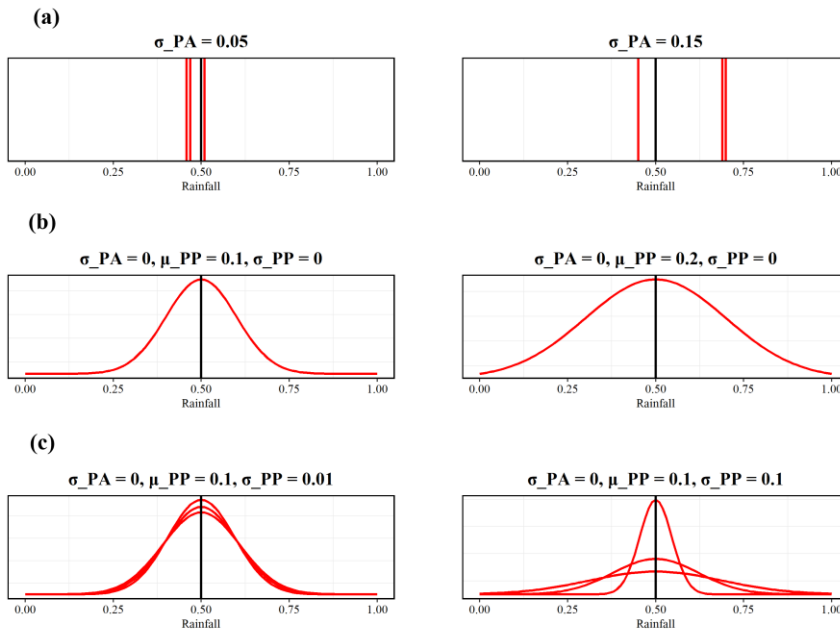 (a)
σ_PA = 0.05
σ_PA = 0.15
0.00 0.25 0.50 0.75 1.00
Rainfall
0.00 0.25 0.50 0.75 1.00
Rainfall
(b)
σ_PA = 0, μ_PP = 0.1, σ_PP = 0
σ_PA = 0, μ_PP = 0.2, σ_PP = 0
0.00 0.25 0.50 0.75 1.00
Rainfall
0.00 0.25 0.50 0.75 1.00
Rainfall
(c)
σ_PA = 0, μ_PP = 0.1, σ_PP = 0.01
σ_PA = 0, μ_PP = 0.1, σ_PP = 0.1
0.00 0.25 0.50 0.75 1.00
Rainfall
0.00 0.25 0.50 0.75 1.00
Rainfall